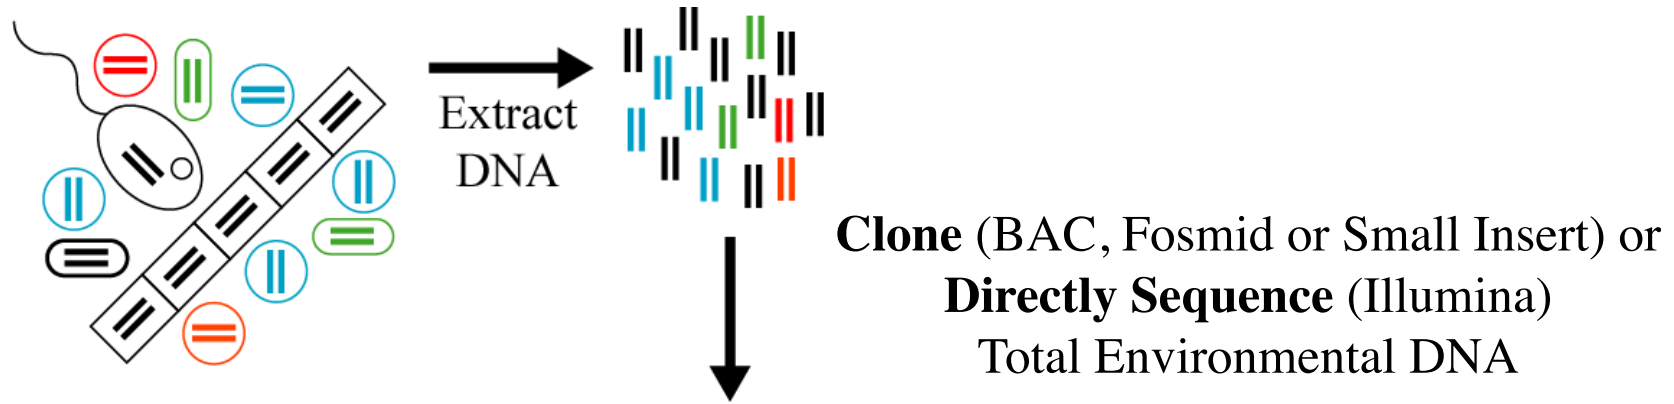 Extract
DNA
Clone (BAC, Fosmid or Small Insert) or
Directly Sequence (Illumina)
Total Environmental DNA